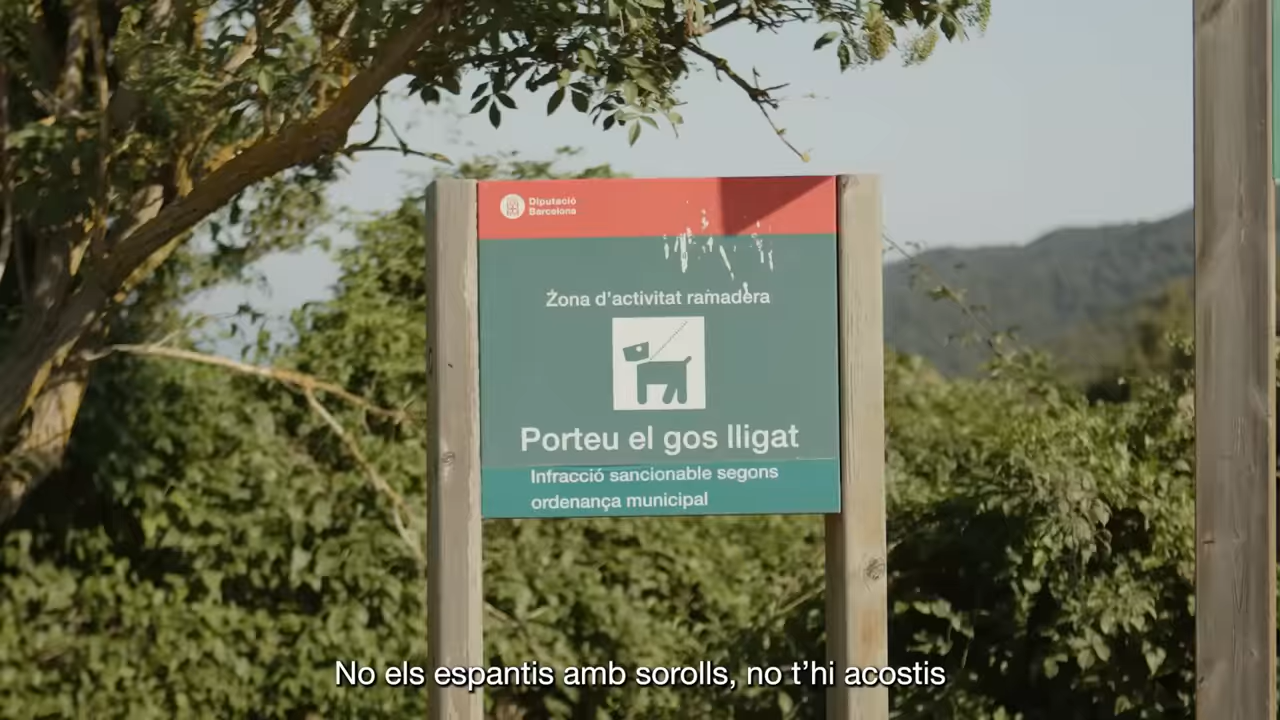 Diputació
Barcelona
Zona d'activitat ramadera
Porteu el gos lligat
Infracció sancionable segons
ordenança municipal
No els espantis amb sorolls, no t'hi acostis